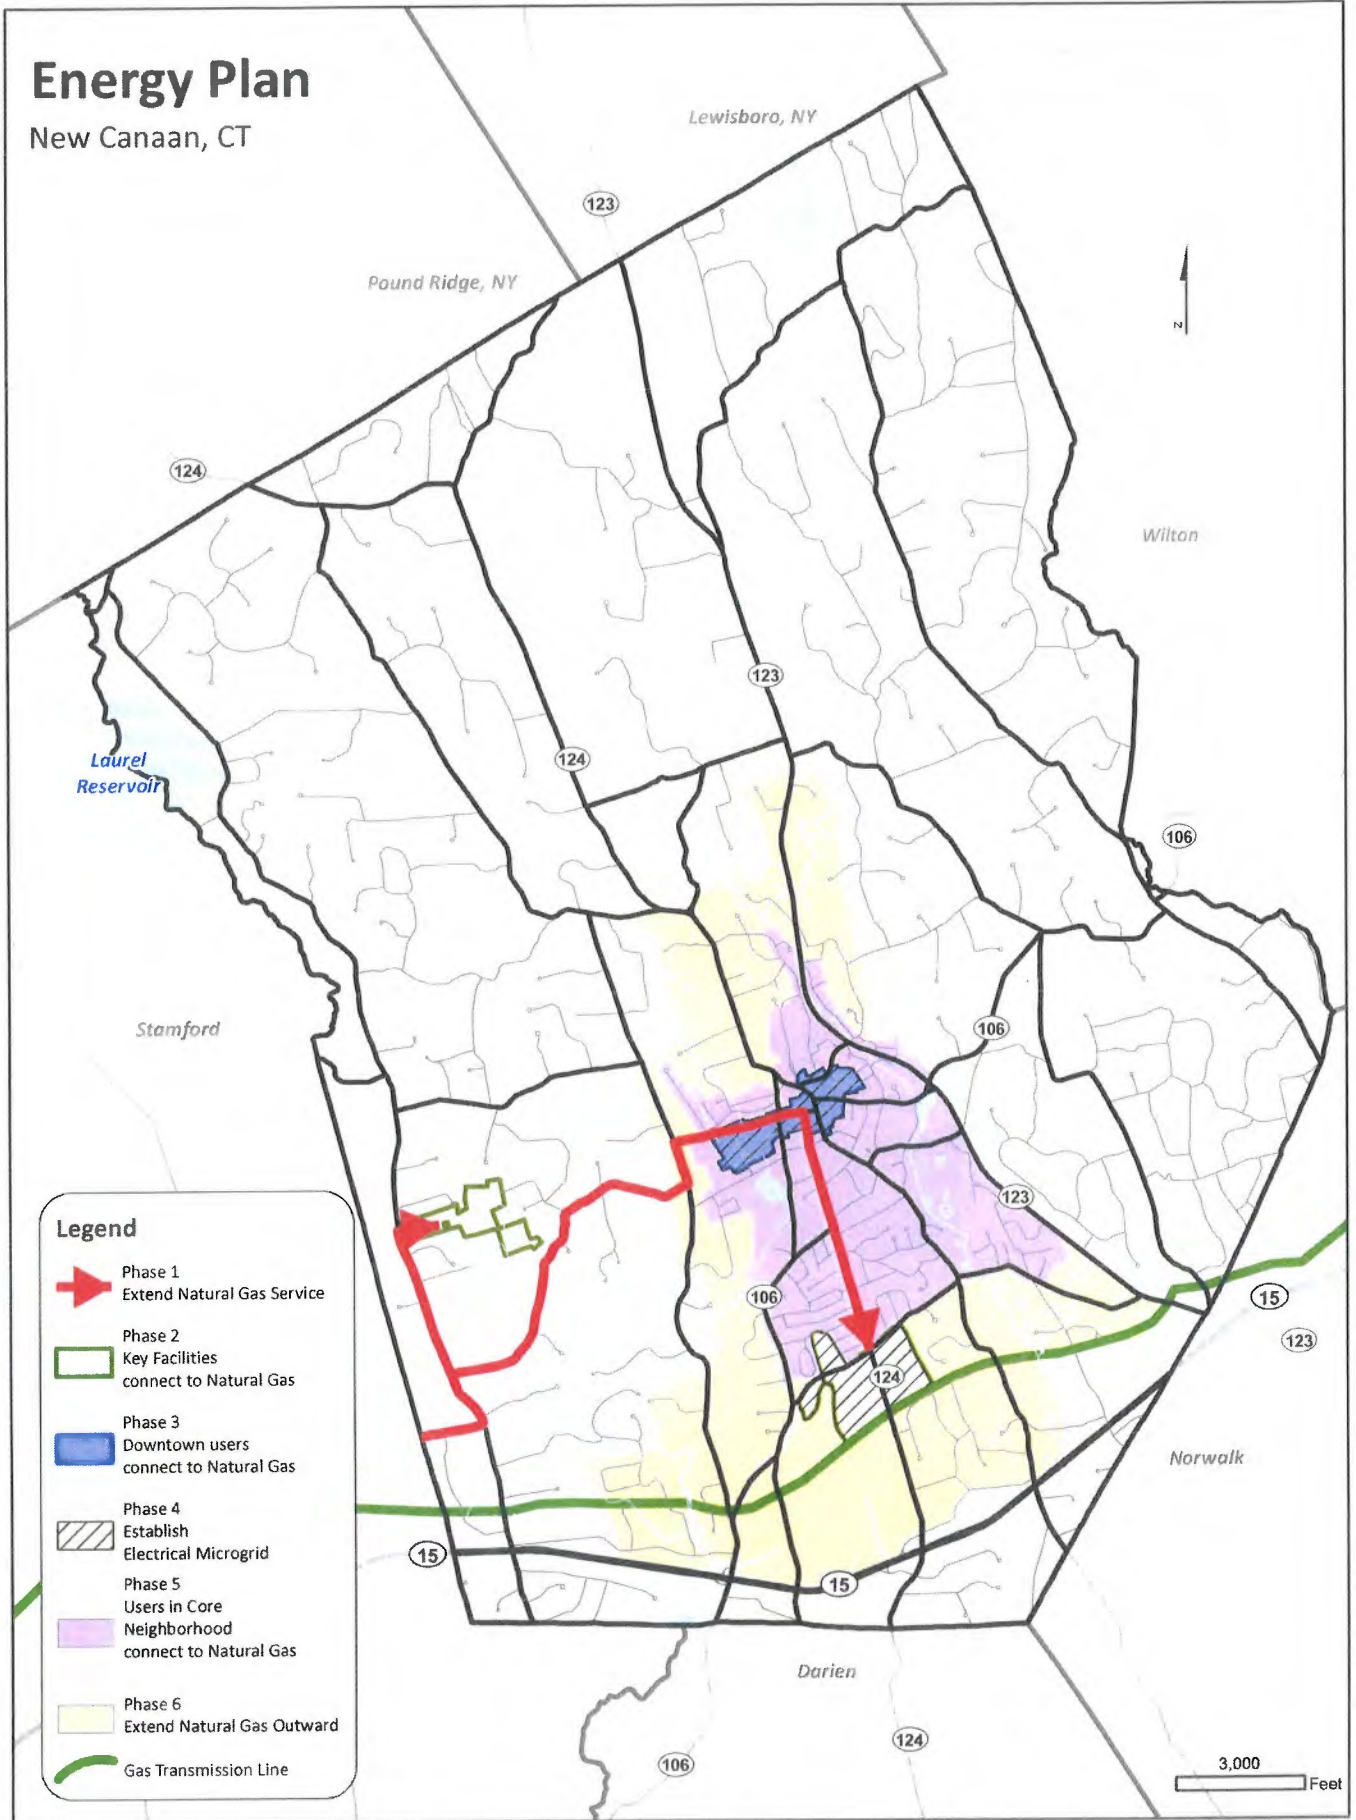 Energy Plan
New Canaan, CT
Lewisboro, NY
123
Pound Ridge, NY
N
124
Wilton
123
124
Laurel
Reservoir
106
Stamford
106
123
106
15
123
124
Norwalk
15
15
Darien
124
106
Legend
Phase 1
Extend Natural Gas Service
Phase 2
Key Facilities
connect to Natural Gas
Phase 3
Downtown users
connect to Natural Gas
Phase 4
Establish
Electrical Microgrid
Phase 5
Users in Core
Neighborhood
connect to Natural Gas
Phase 6
Extend Natural Gas Outward
Gas Transmission Line
3,000
Feet